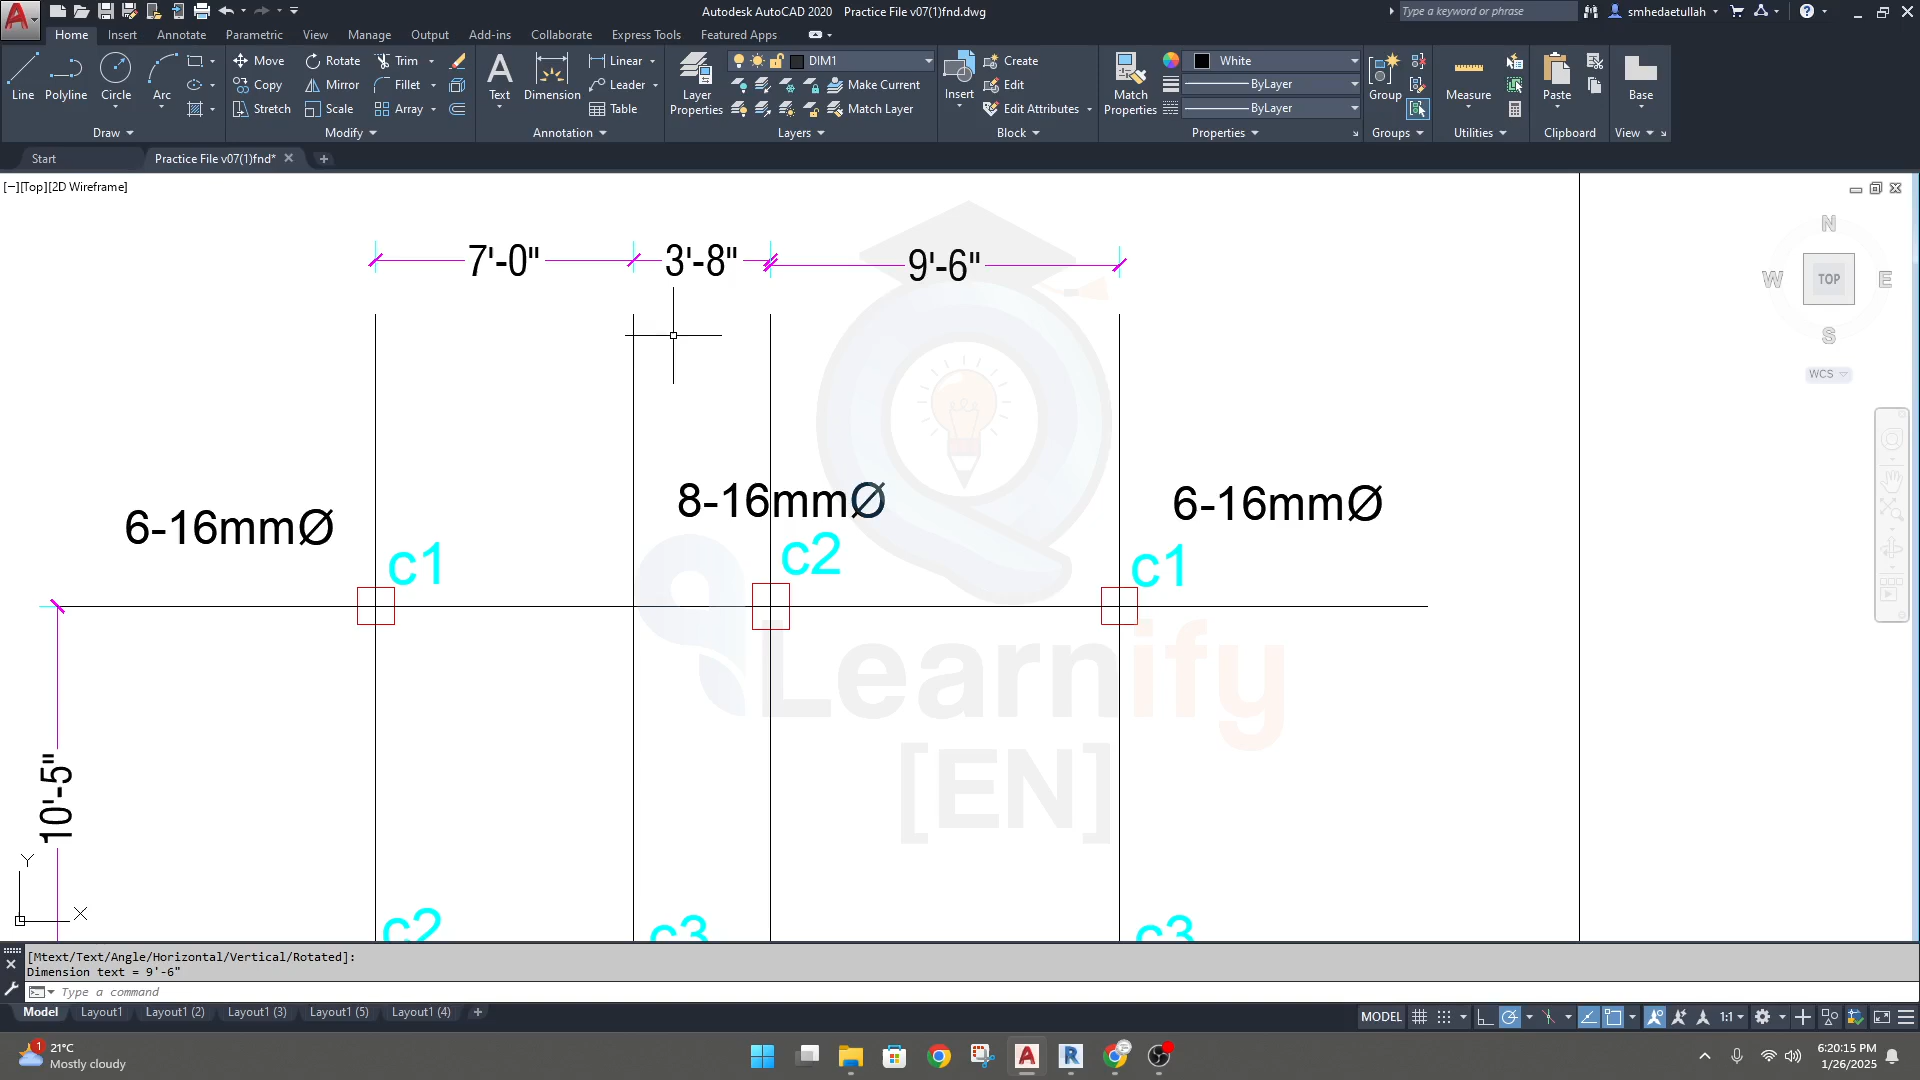 Autodesk AutoCAD 2020 Practice File v07(1)fnd.dwg
Type a keyword or phrase
smhedaetullah
Home Insert Annotate Parametric View Manage Output Add-ins Collaborate Express Tools Featured Apps
Line Polyline Circle Arc
Move Rotate Trim
Copy Mirror Fillet
Stretch Scale Array
Text Dimension
Linear
Leader
Table
Layer Properties
DIM1
Make Current
Match Layer
Insert
Create
Edit
Edit Attributes
Match Properties
White
ByLayer
ByLayer
Group Measure Paste Base
Draw Modify Annotation Layers Block Properties Groups Utilities Clipboard View
Start Practice File v07(1)fnd*
[−][Top][2D Wireframe]
N
W TOP E
S
WCS
7'-0" 3'-8" 9'-6"
6-16mmØ 8-16mmØ 6-16mmØ
c1 c2 c1
10'-5"
Learnify
[EN]
Y
X
c2 c3 c3
[Mtext/Text/Angle/Horizontal/Vertical/Rotated]:
Dimension text = 9'-6"
Type a command
Model Layout1 Layout1 (2) Layout1 (3) Layout1 (5) Layout1 (4)
MODEL 1:1
1
21°C
Mostly cloudy
6:20:15 PM
1/26/2025